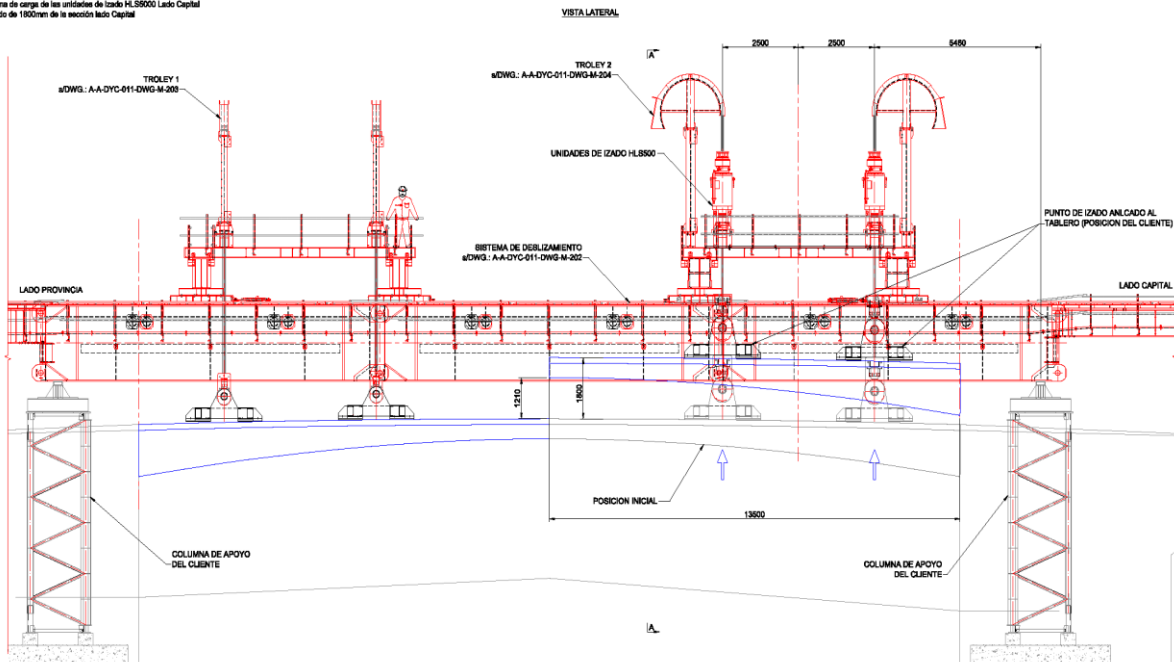 na de carga de las unidades de izado HLS5000 Lado Capital
do de 1800mm de la sección lado Capital
VISTA LATERAL
2500
2500
5460
A
TROLEY 1
s/DWG.: A-A-DYC-011-DWG-M-203
TROLEY 2
s/DWG.: A-A-DYC-011-DWG-M-204
UNIDADES DE IZADO HLS500
PUNTO DE IZADO ANLCADO AL
TABLERO (POSICION DEL CLIENTE)
SISTEMA DE DESLIZAMIENTO
s/DWG.: A-A-DYC-011-DWG-M-202
LADO PROVINCIA
LADO CAPITAL
1210
1800
POSICION INICIAL
13500
COLUMNA DE APOYO
DEL CLIENTE
COLUMNA DE APOYO
DEL CLIENTE
A